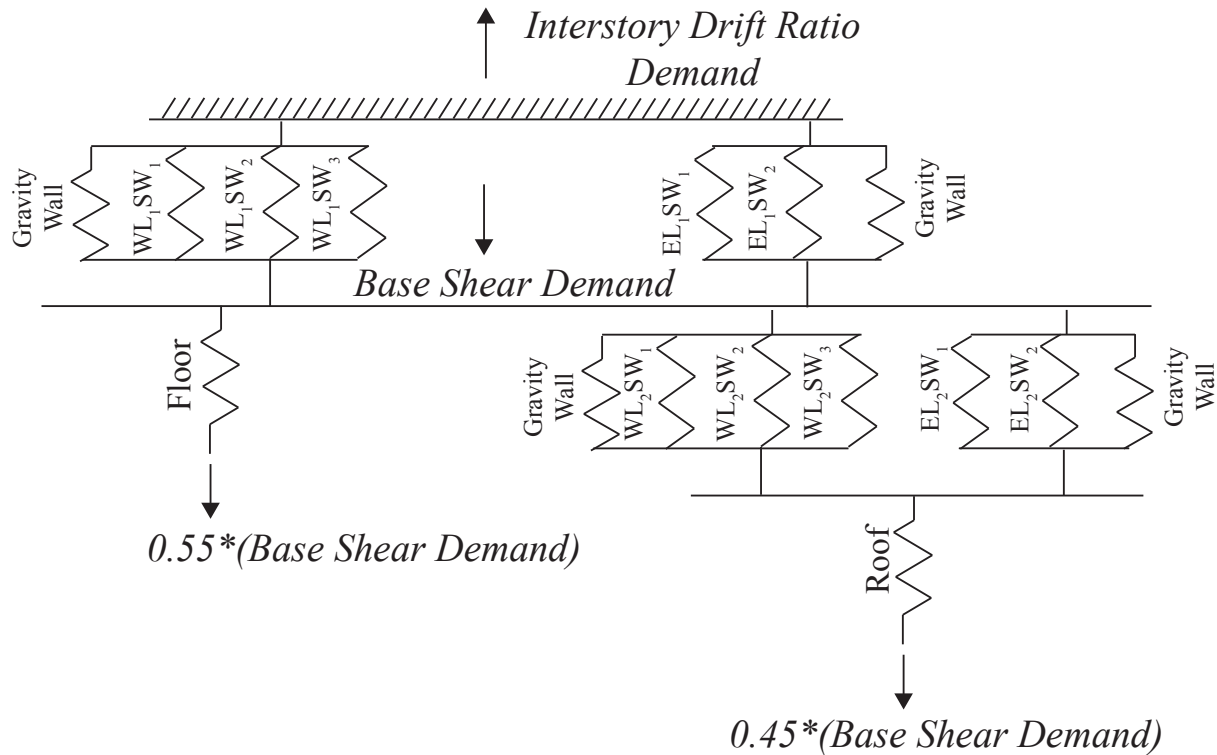 Interstory Drift Ratio
Demand
Gravity
Wall
WL₁SW₁
WL₁SW₂
WL₁SW₃
EL₁SW₁
EL₁SW₂
Gravity
Wall
Base Shear Demand
Floor
Gravity
Wall
WL₂SW₁
WL₂SW₂
WL₂SW₃
EL₂SW₁
EL₂SW₂
Gravity
Wall
0.55*(Base Shear Demand)
Roof
0.45*(Base Shear Demand)